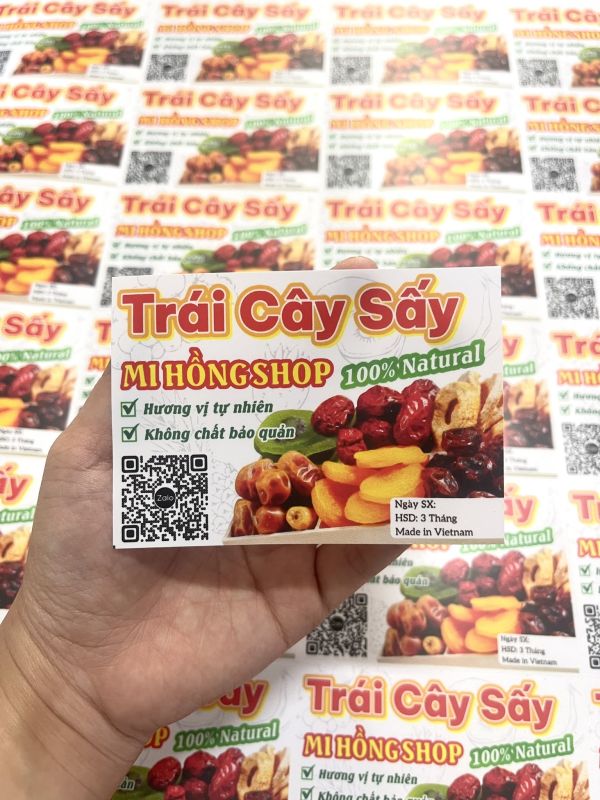 Trái Cây Sấy
MI HỒNG SHOP 100% Natural
Hương vị tự nhiên
Không chất bảo quản
Zalo
Ngày SX:
HSD: 3 Tháng
Made in Vietnam